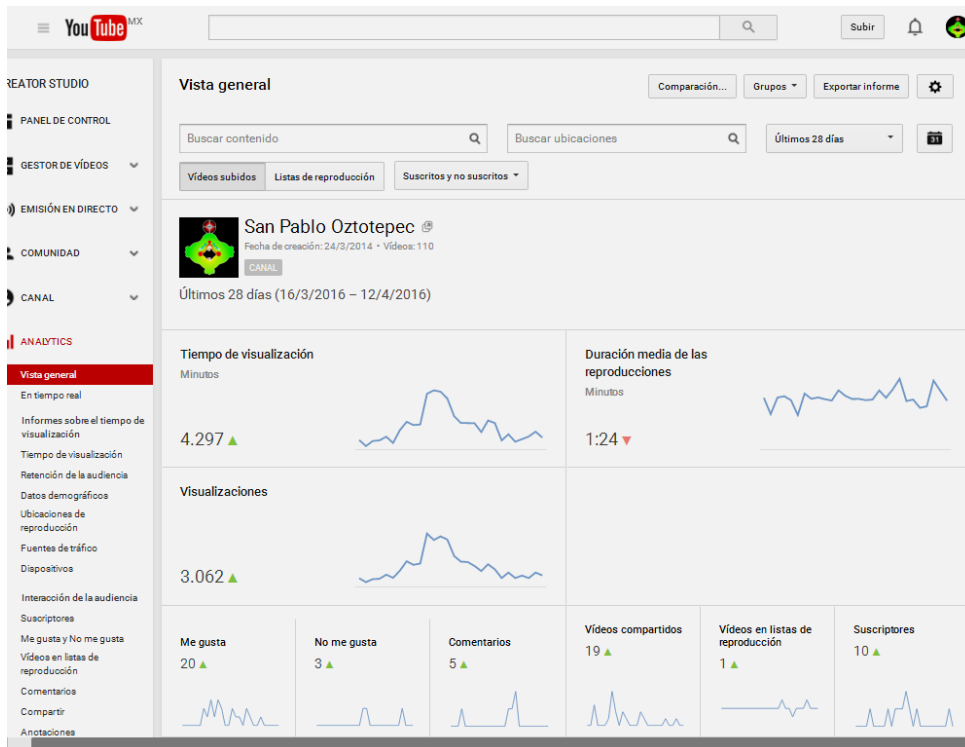 YouTube MX
Subir
REATOR STUDIO
PANEL DE CONTROL
GESTOR DE VÍDEOS
EMISIÓN EN DIRECTO
COMUNIDAD
CANAL
ANALYTICS
Vista general
En tiempo real
Informes sobre el tiempo de
visualización
Tiempo de visualización
Retención de la audiencia
Datos demográficos
Ubicaciones de
reproducción
Fuentes de tráfico
Dispositivos
Interacción de la audiencia
Suscriptores
Me gusta y No me gusta
Vídeos en listas de
reproducción
Comentarios
Compartir
Anotaciones
Vista general
Comparación...
Grupos
Exportar informe
Buscar contenido
Buscar ubicaciones
Últimos 28 días
31
Vídeos subidos
Listas de reproducción
Suscritos y no suscritos
San Pablo Oztotepec
Fecha de creación: 24/3/2014 • Vídeos: 110
CANAL
Últimos 28 días (16/3/2016 – 12/4/2016)
Tiempo de visualización
Minutos
4.297
Duración media de las
reproducciones
Minutos
1:24
Visualizaciones
3.062
Me gusta
20
No me gusta
3
Comentarios
5
Vídeos compartidos
19
Vídeos en listas de
reproducción
1
Suscriptores
10